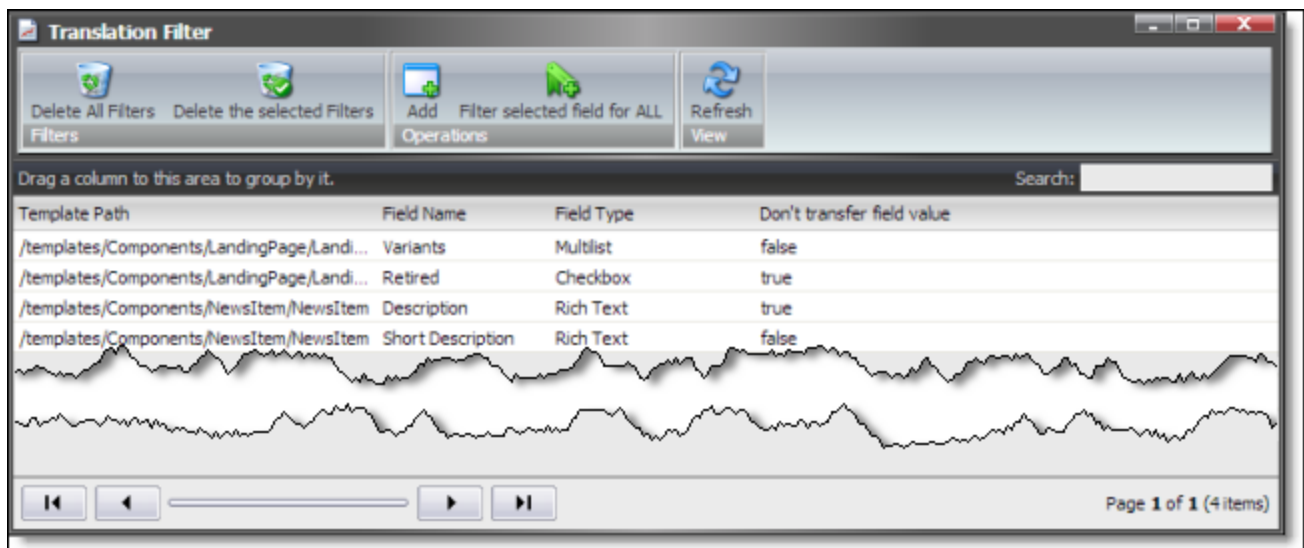 Translation Filter
Delete All Filters Delete the selected Filters Add Filter selected field for ALL Refresh
Filters Operations View
Drag a column to this area to group by it. Search:
Template Path Field Name Field Type Don't transfer field value
/templates/Components/LandingPage/Landi... Variants Multilist false
/templates/Components/LandingPage/Landi... Retired Checkbox true
/templates/Components/NewsItem/NewsItem Description Rich Text true
/templates/Components/NewsItem/NewsItem Short Description Rich Text false
Page 1 of 1 (4 items)